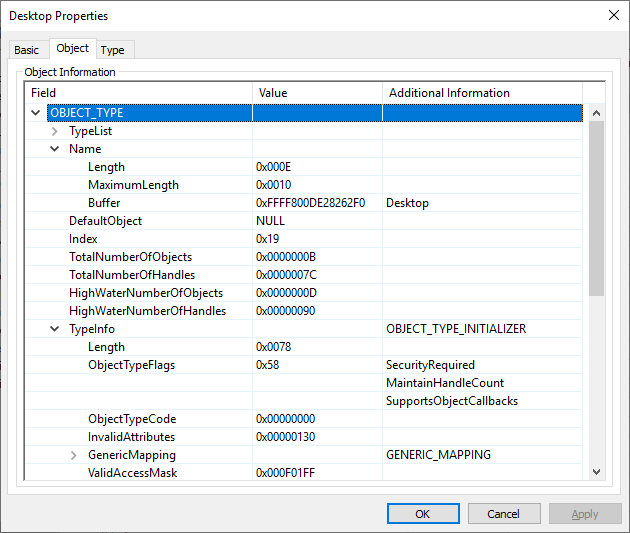 Desktop Properties
Basic Object Type
Object Information
Field Value Additional Information
OBJECT_TYPE
TypeList
Name
Length 0x000E
MaximumLength 0x0010
Buffer 0xFFFF800DE28262F0 Desktop
DefaultObject NULL
Index 0x19
TotalNumberOfObjects 0x0000000B
TotalNumberOfHandles 0x0000007C
HighWaterNumberOfObjects 0x0000000D
HighWaterNumberOfHandles 0x00000090
TypeInfo OBJECT_TYPE_INITIALIZER
Length 0x0078
ObjectTypeFlags 0x58 SecurityRequired
MaintainHandleCount
SupportsObjectCallbacks
ObjectTypeCode 0x00000000
InvalidAttributes 0x00000130
GenericMapping GENERIC_MAPPING
ValidAccessMask 0x000F01FF
OK Cancel Apply